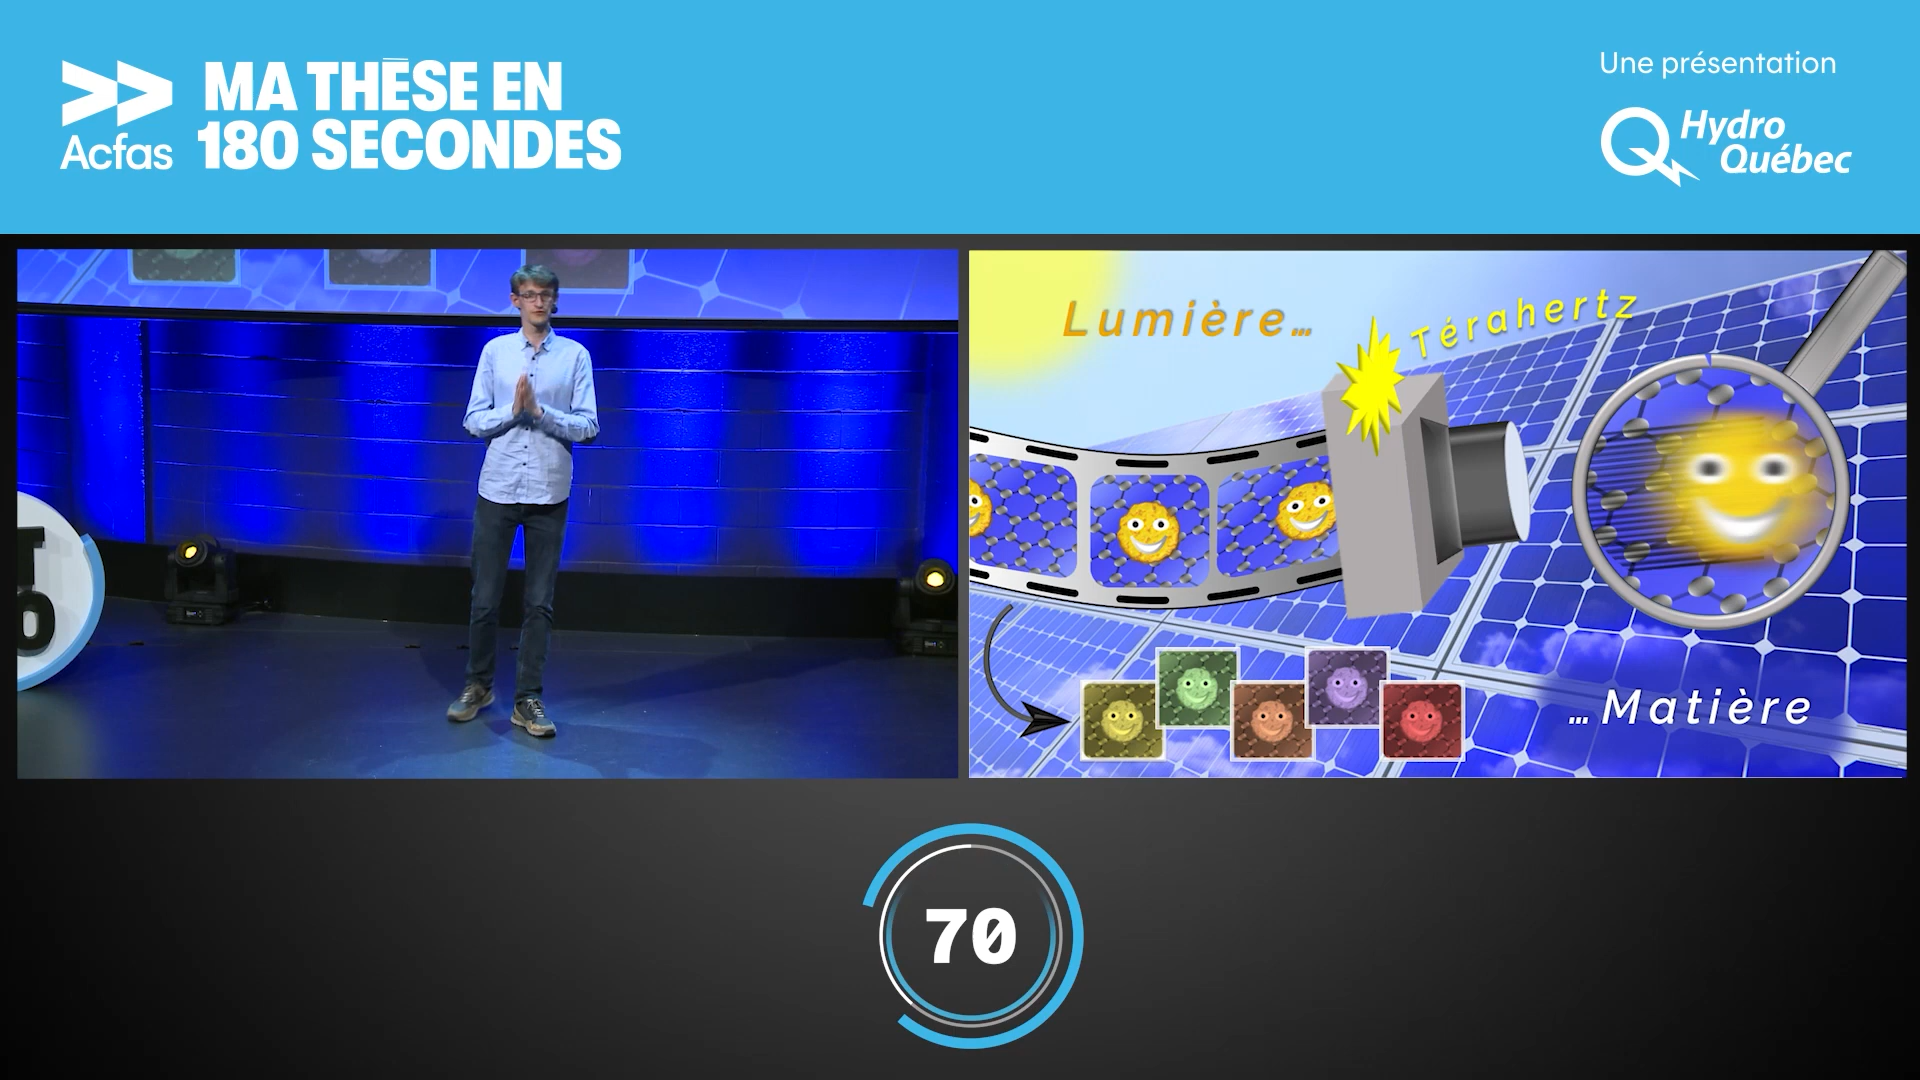 Acfas
MA THÈSE EN
180 SECONDES
Une présentation
Hydro
Québec
Lumière...
Térahertz
...Matière
70